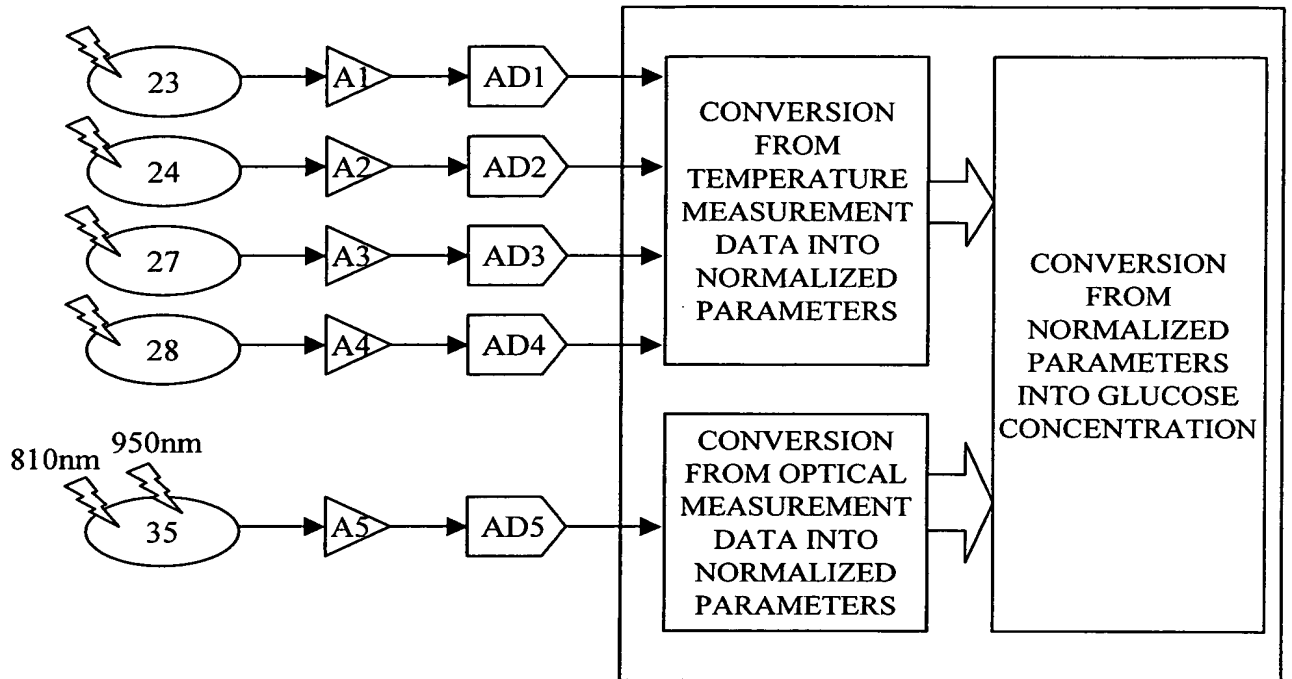 23
A1
AD1
24
A2
AD2
27
A3
AD3
28
A4
AD4
CONVERSION
FROM
TEMPERATURE
MEASUREMENT
DATA INTO
NORMALIZED
PARAMETERS
810nm
950nm
35
A5
AD5
CONVERSION
FROM OPTICAL
MEASUREMENT
DATA INTO
NORMALIZED
PARAMETERS
CONVERSION
FROM
NORMALIZED
PARAMETERS
INTO GLUCOSE
CONCENTRATION